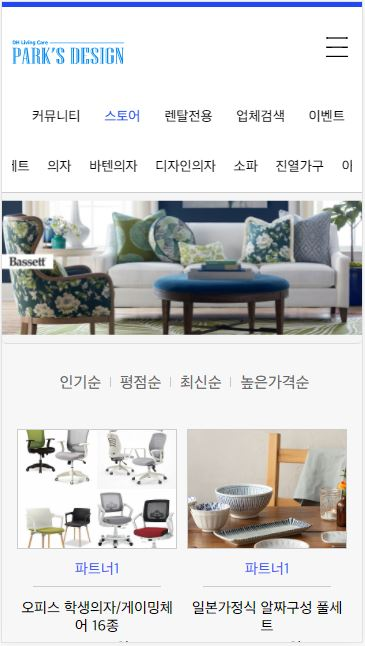 OH Living Care
PARK'S DESIGN
커뮤니티 스토어 렌탈전용 업체검색 이벤트
세트 의자 바텐의자 디자인의자 소파 진열가구
Bassett
인기순 평점순 최신순 높은가격순
파트너1 파트너1
오피스 학생의자/게이밍체
어 16종
일본가정식 알짜구성 풀세
트